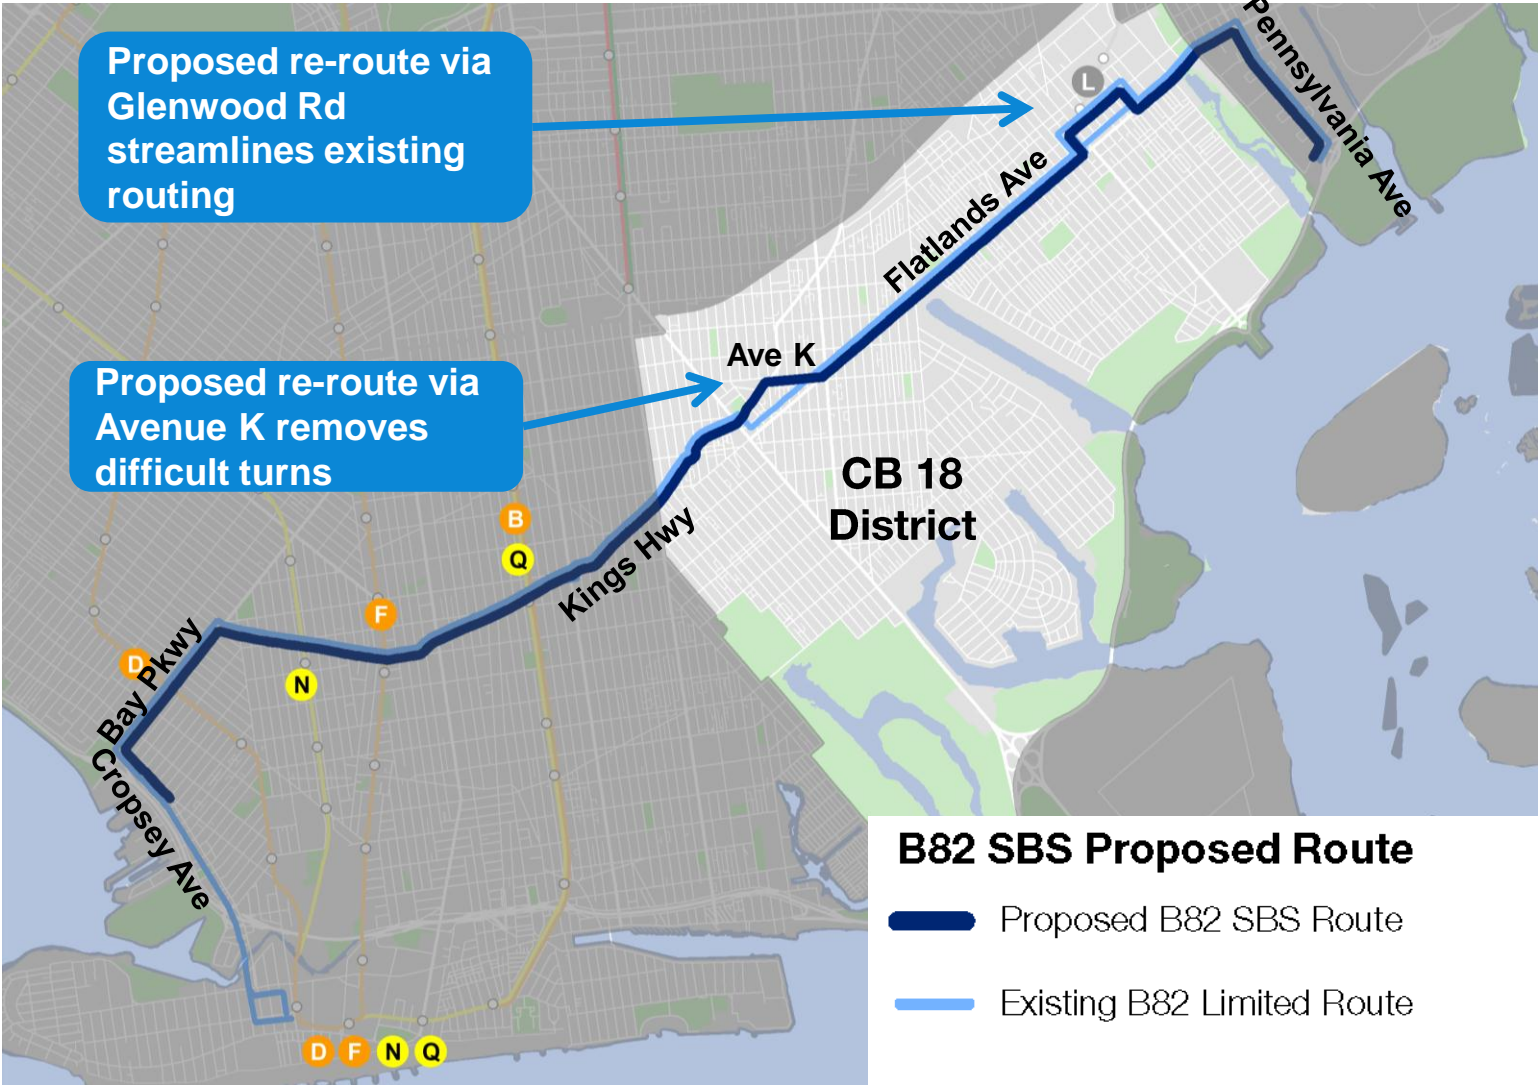 Proposed re-route via
Glenwood Rd
streamlines existing
routing
L
Pennsylvania Ave
Flatlands Ave
Ave K
Proposed re-route via
Avenue K removes
difficult turns
CB 18
District
B
Q
Kings Hwy
F
D
N
Bay Pkwy
Cropsey Ave
D F N Q
B82 SBS Proposed Route
Proposed B82 SBS Route
Existing B82 Limited Route